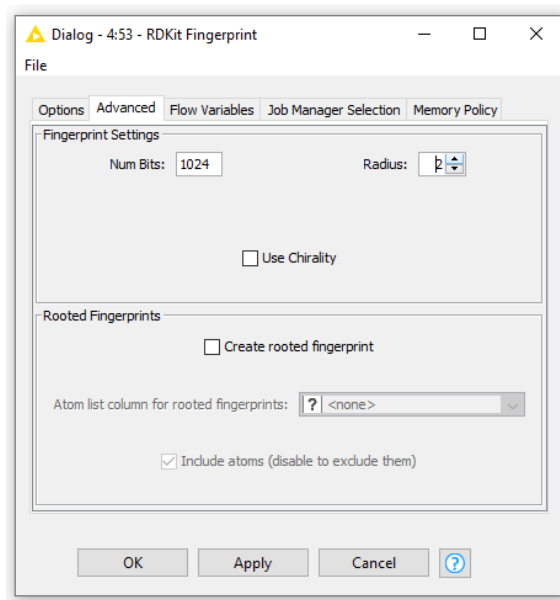 Dialog - 4:53 - RDKit Fingerprint
File
Options Advanced Flow Variables Job Manager Selection Memory Policy
Fingerprint Settings
Num Bits: 1024 Radius: 2
Use Chirality
Rooted Fingerprints
Create rooted fingerprint
Atom list column for rooted fingerprints: ? <none>
Include atoms (disable to exclude them)
OK Apply Cancel ?